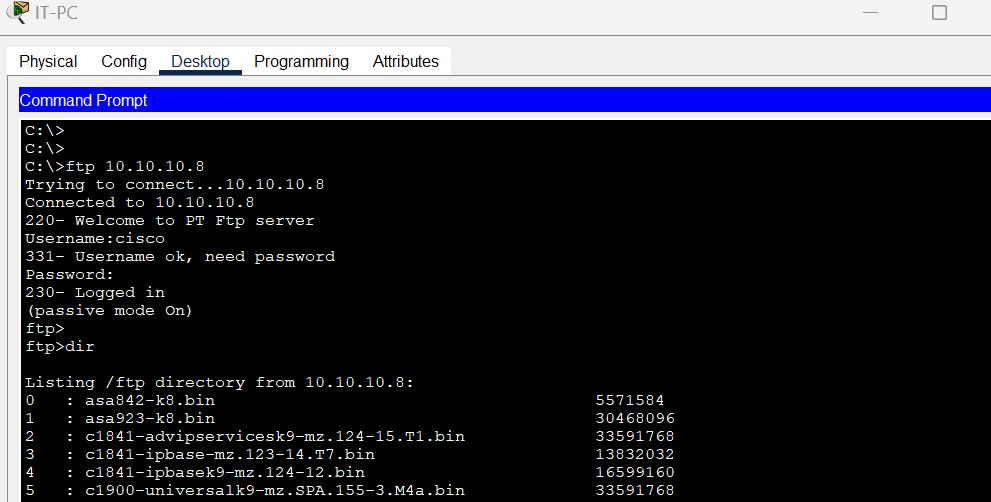 IT-PC
Physical Config Desktop Programming Attributes
Command Prompt
C:\>
C:\>
C:\>ftp 10.10.10.8
Trying to connect...10.10.10.8
Connected to 10.10.10.8
220- Welcome to PT Ftp server
Username:cisco
331- Username ok, need password
Password:
230- Logged in
(passive mode On)
ftp>
ftp>dir
Listing /ftp directory from 10.10.10.8:
0 : asa842-k8.bin 5571584
1 : asa923-k8.bin 30468096
2 : c1841-advipservicesk9-mz.124-15.T1.bin 33591768
3 : c1841-ipbase-mz.123-14.T7.bin 13832032
4 : c1841-ipbasek9-mz.124-12.bin 16599160
5 : c1900-universalk9-mz.SPA.155-3.M4a.bin 33591768